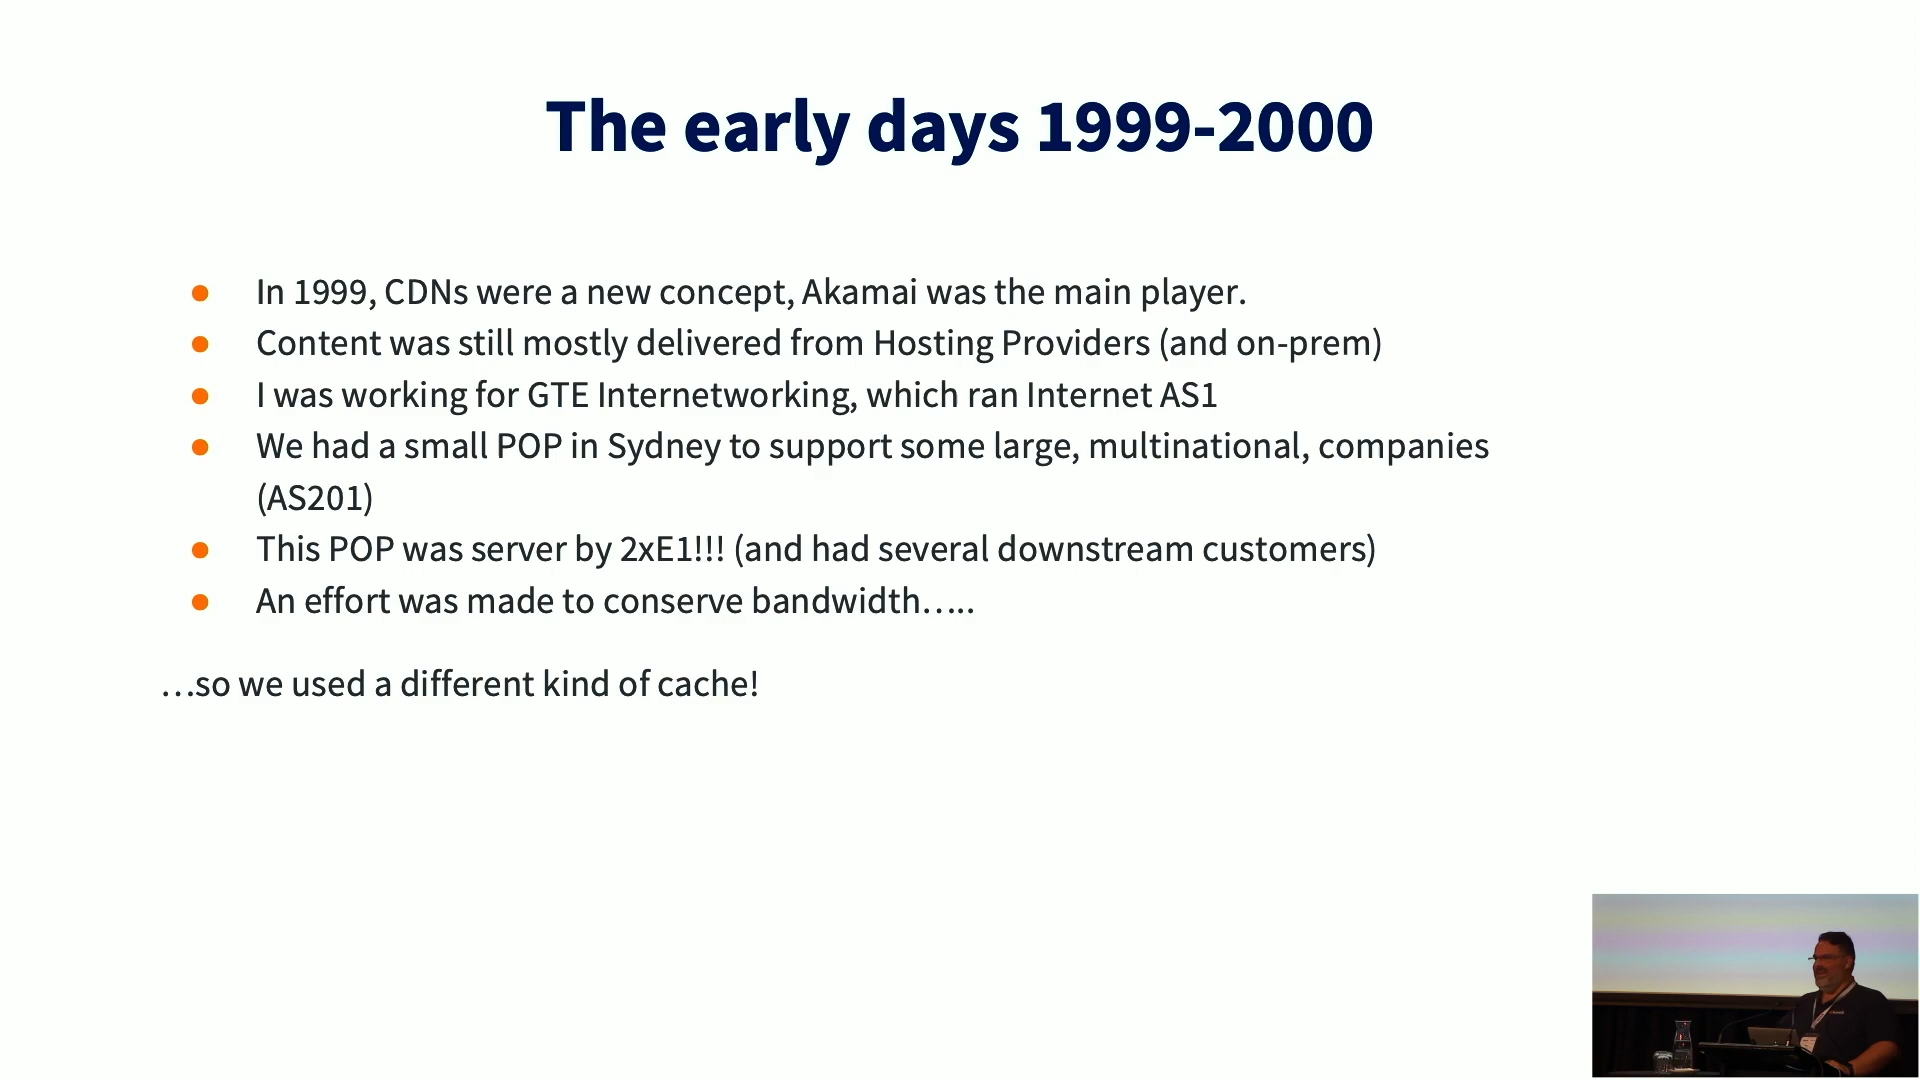 The early days 1999-2000
● In 1999, CDNs were a new concept, Akamai was the main player.
● Content was still mostly delivered from Hosting Providers (and on-prem)
● I was working for GTE Internetworking, which ran Internet AS1
● We had a small POP in Sydney to support some large, multinational, companies
(AS201)
● This POP was server by 2xE1!!! (and had several downstream customers)
● An effort was made to conserve bandwidth…..
…so we used a different kind of cache!